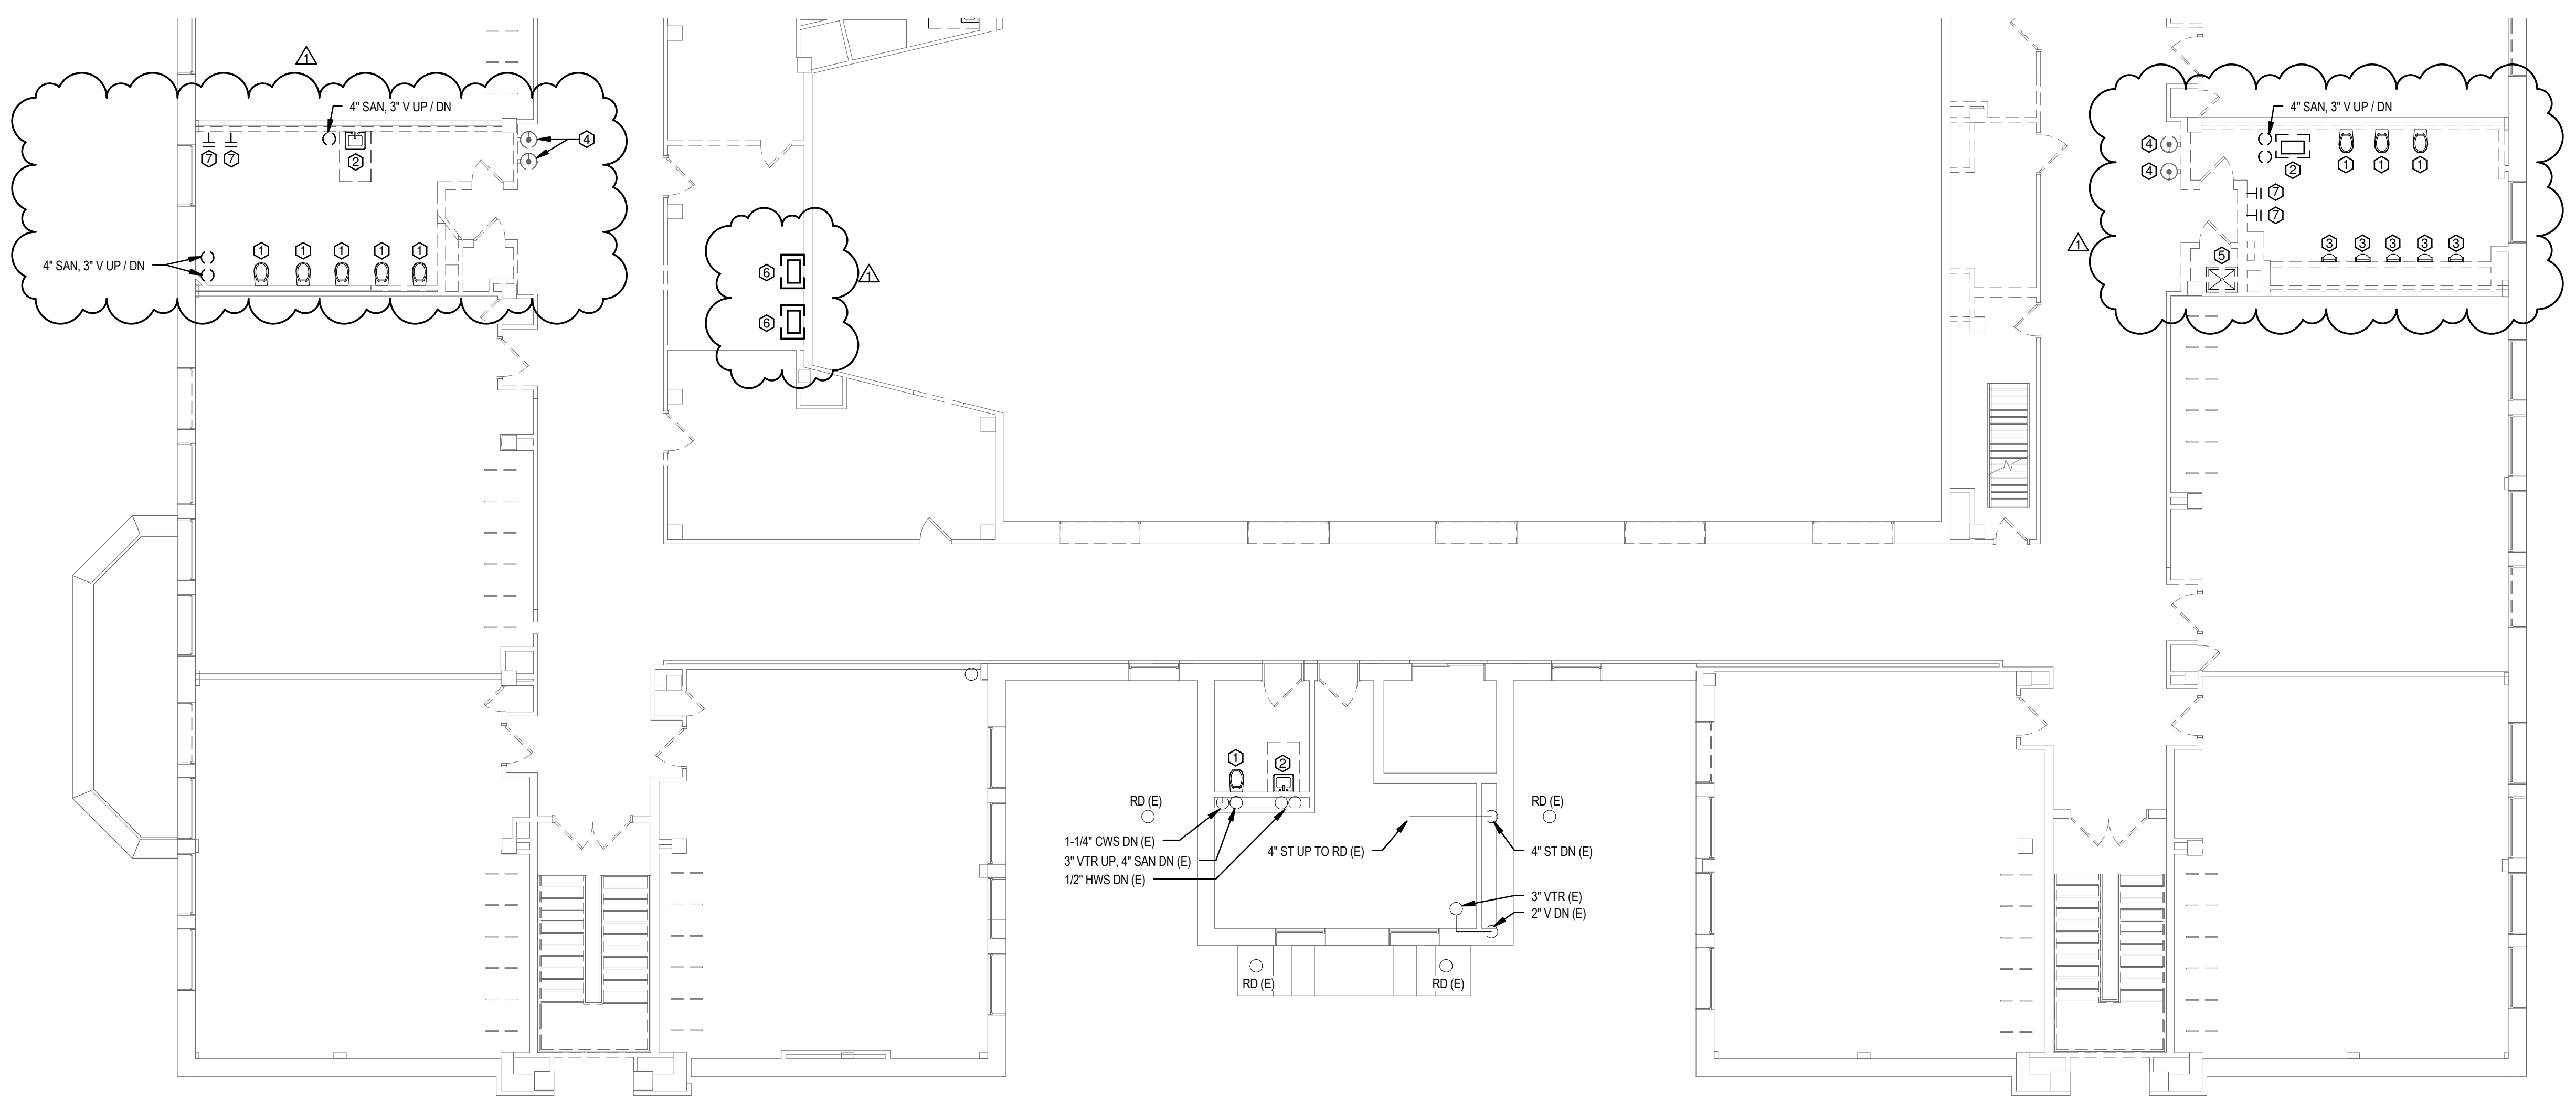 1
4" SAN, 3" V UP / DN
4
7 7
2
4" SAN, 3" V UP / DN
1 1 1 1 1
6
6
1
4" SAN, 3" V UP / DN
4
4
2
1 1 1
7
7
1
3 3 3 3 3
5
1
2
RD (E)
1-1/4" CWS DN (E)
3" VTR UP, 4" SAN DN (E)
1/2" HWS DN (E)
4" ST UP TO RD (E)
RD (E)
4" ST DN (E)
3" VTR (E)
2" V DN (E)
RD (E)
RD (E)